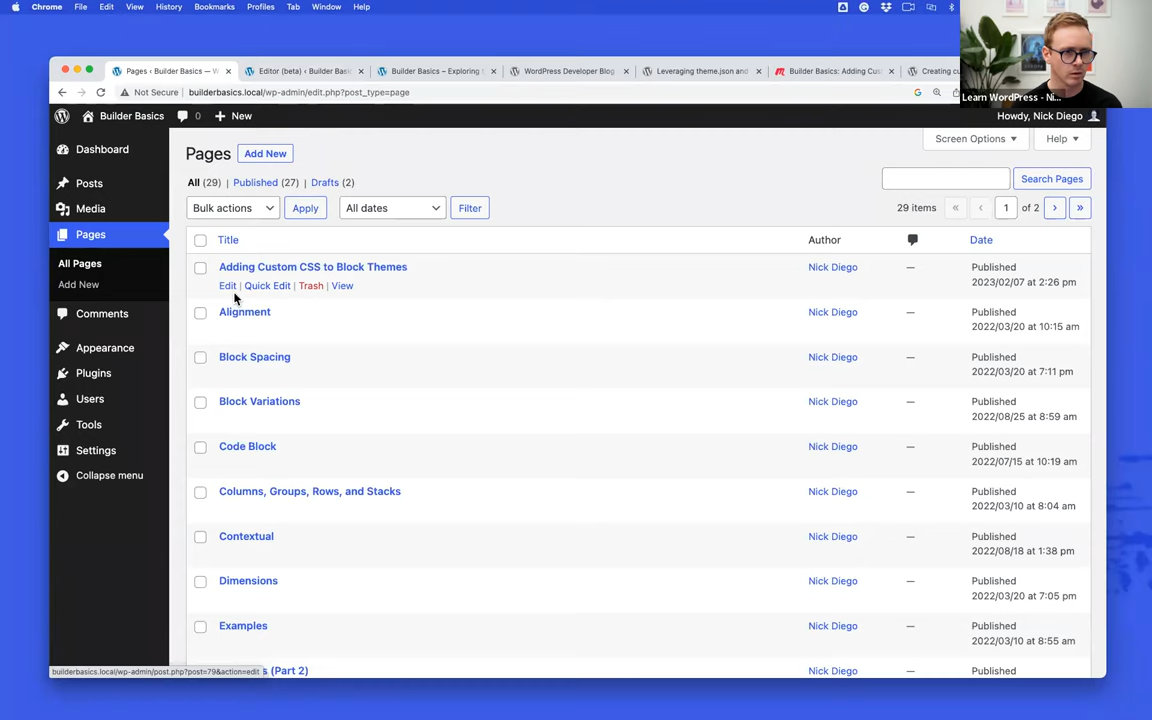 Chrome File Edit View History Bookmarks Profiles Tab Window Help
Pages ‹ Builder Basics — W
Editor (beta) ‹ Builder Basics
Builder Basics – Exploring
WordPress Developer Blog
Leveraging theme.json and
Builder Basics: Adding Cus
Creating cu
Not Secure | builderbasics.local/wp-admin/edit.php?post_type=page
Learn WordPress - Ni...
Builder Basics 0 New
Howdy, Nick Diego
Dashboard
Posts
Media
Pages
All Pages
Add New
Comments
Appearance
Plugins
Users
Tools
Settings
Collapse menu
Screen Options Help
Pages Add New
All (29) | Published (27) | Drafts (2)
Search Pages
Bulk actions Apply All dates Filter
29 items « ‹ 1 of 2 › »
Title Author Date
Adding Custom CSS to Block Themes Nick Diego — Published
Edit | Quick Edit | Trash | View 2023/02/07 at 2:26 pm
Alignment Nick Diego — Published
2022/03/20 at 10:15 am
Block Spacing Nick Diego — Published
2022/03/20 at 7:11 pm
Block Variations Nick Diego — Published
2022/08/25 at 8:59 am
Code Block Nick Diego — Published
2022/07/15 at 10:19 am
Columns, Groups, Rows, and Stacks Nick Diego — Published
2022/03/10 at 8:04 am
Contextual Nick Diego — Published
2022/08/18 at 1:38 pm
Dimensions Nick Diego — Published
2022/03/20 at 7:05 pm
Examples Nick Diego — Published
2022/03/10 at 8:55 am
s (Part 2) Nick Diego — Published
builderbasics.local/wp-admin/post.php?post=79&action=edit